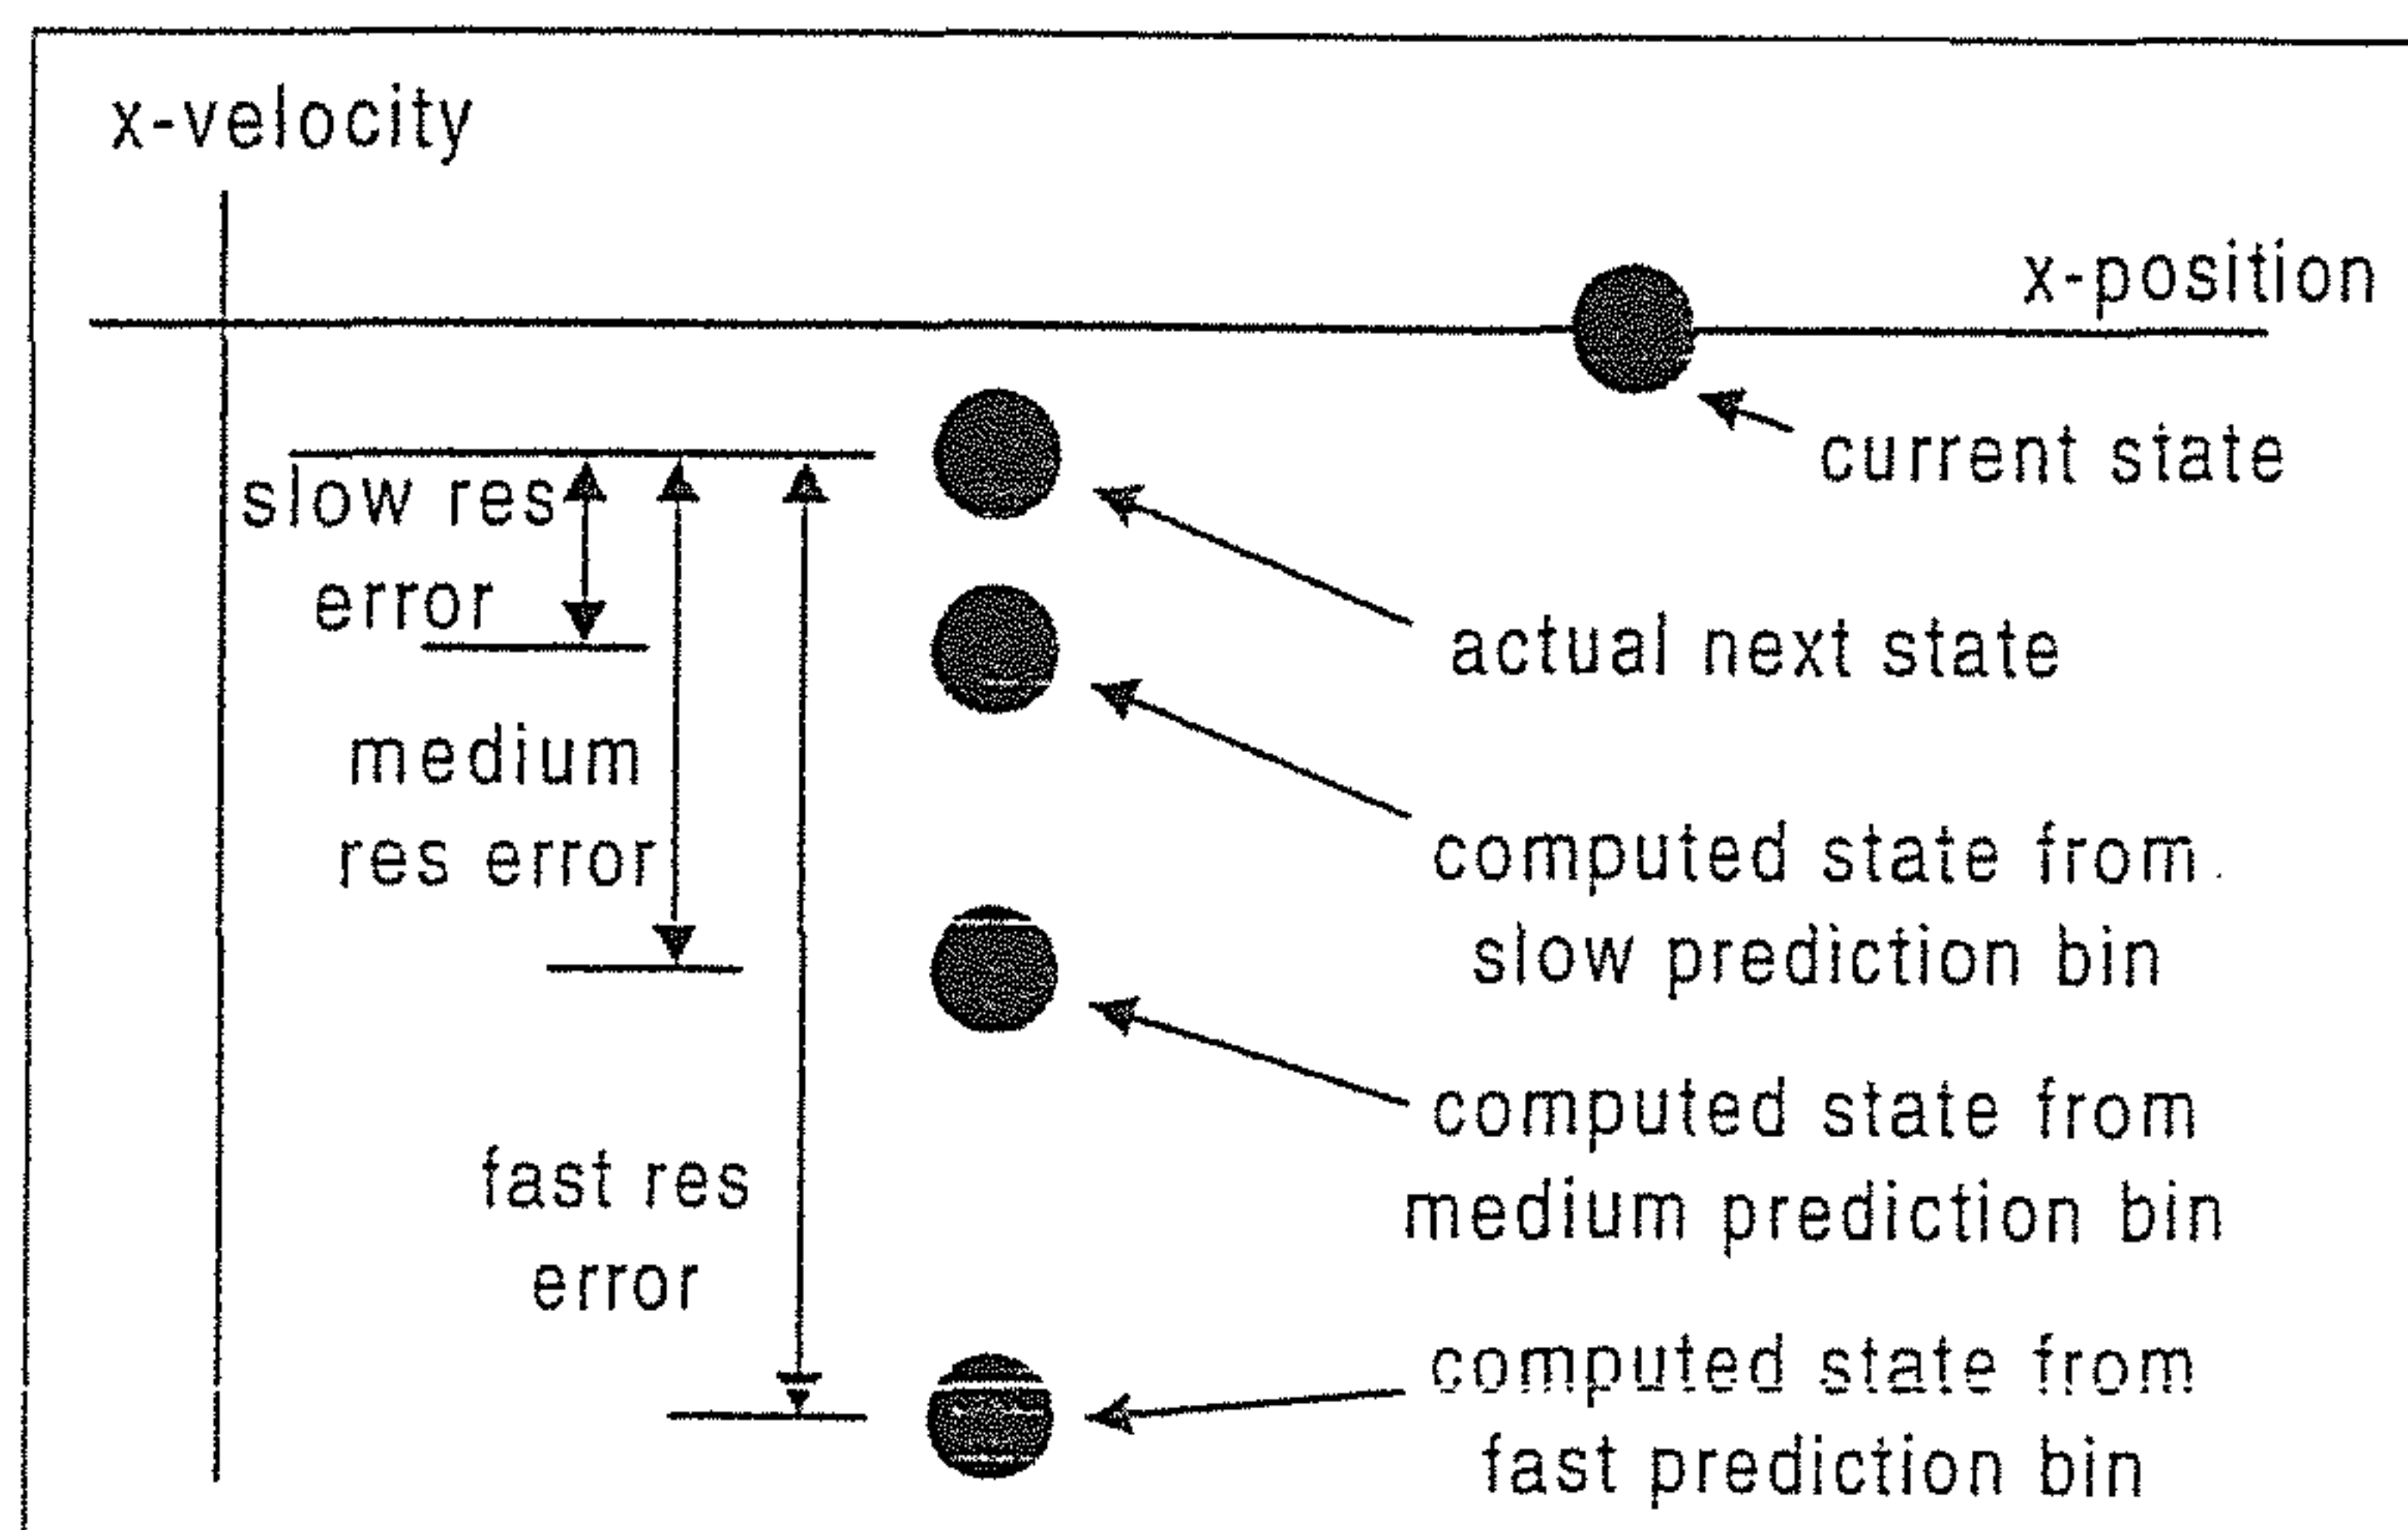 x-velocity
x-position
current state
slow res
error
actual next state
medium
res error
computed state from
slow prediction bin
computed state from
medium prediction bin
fast res
error
computed state from
fast prediction bin